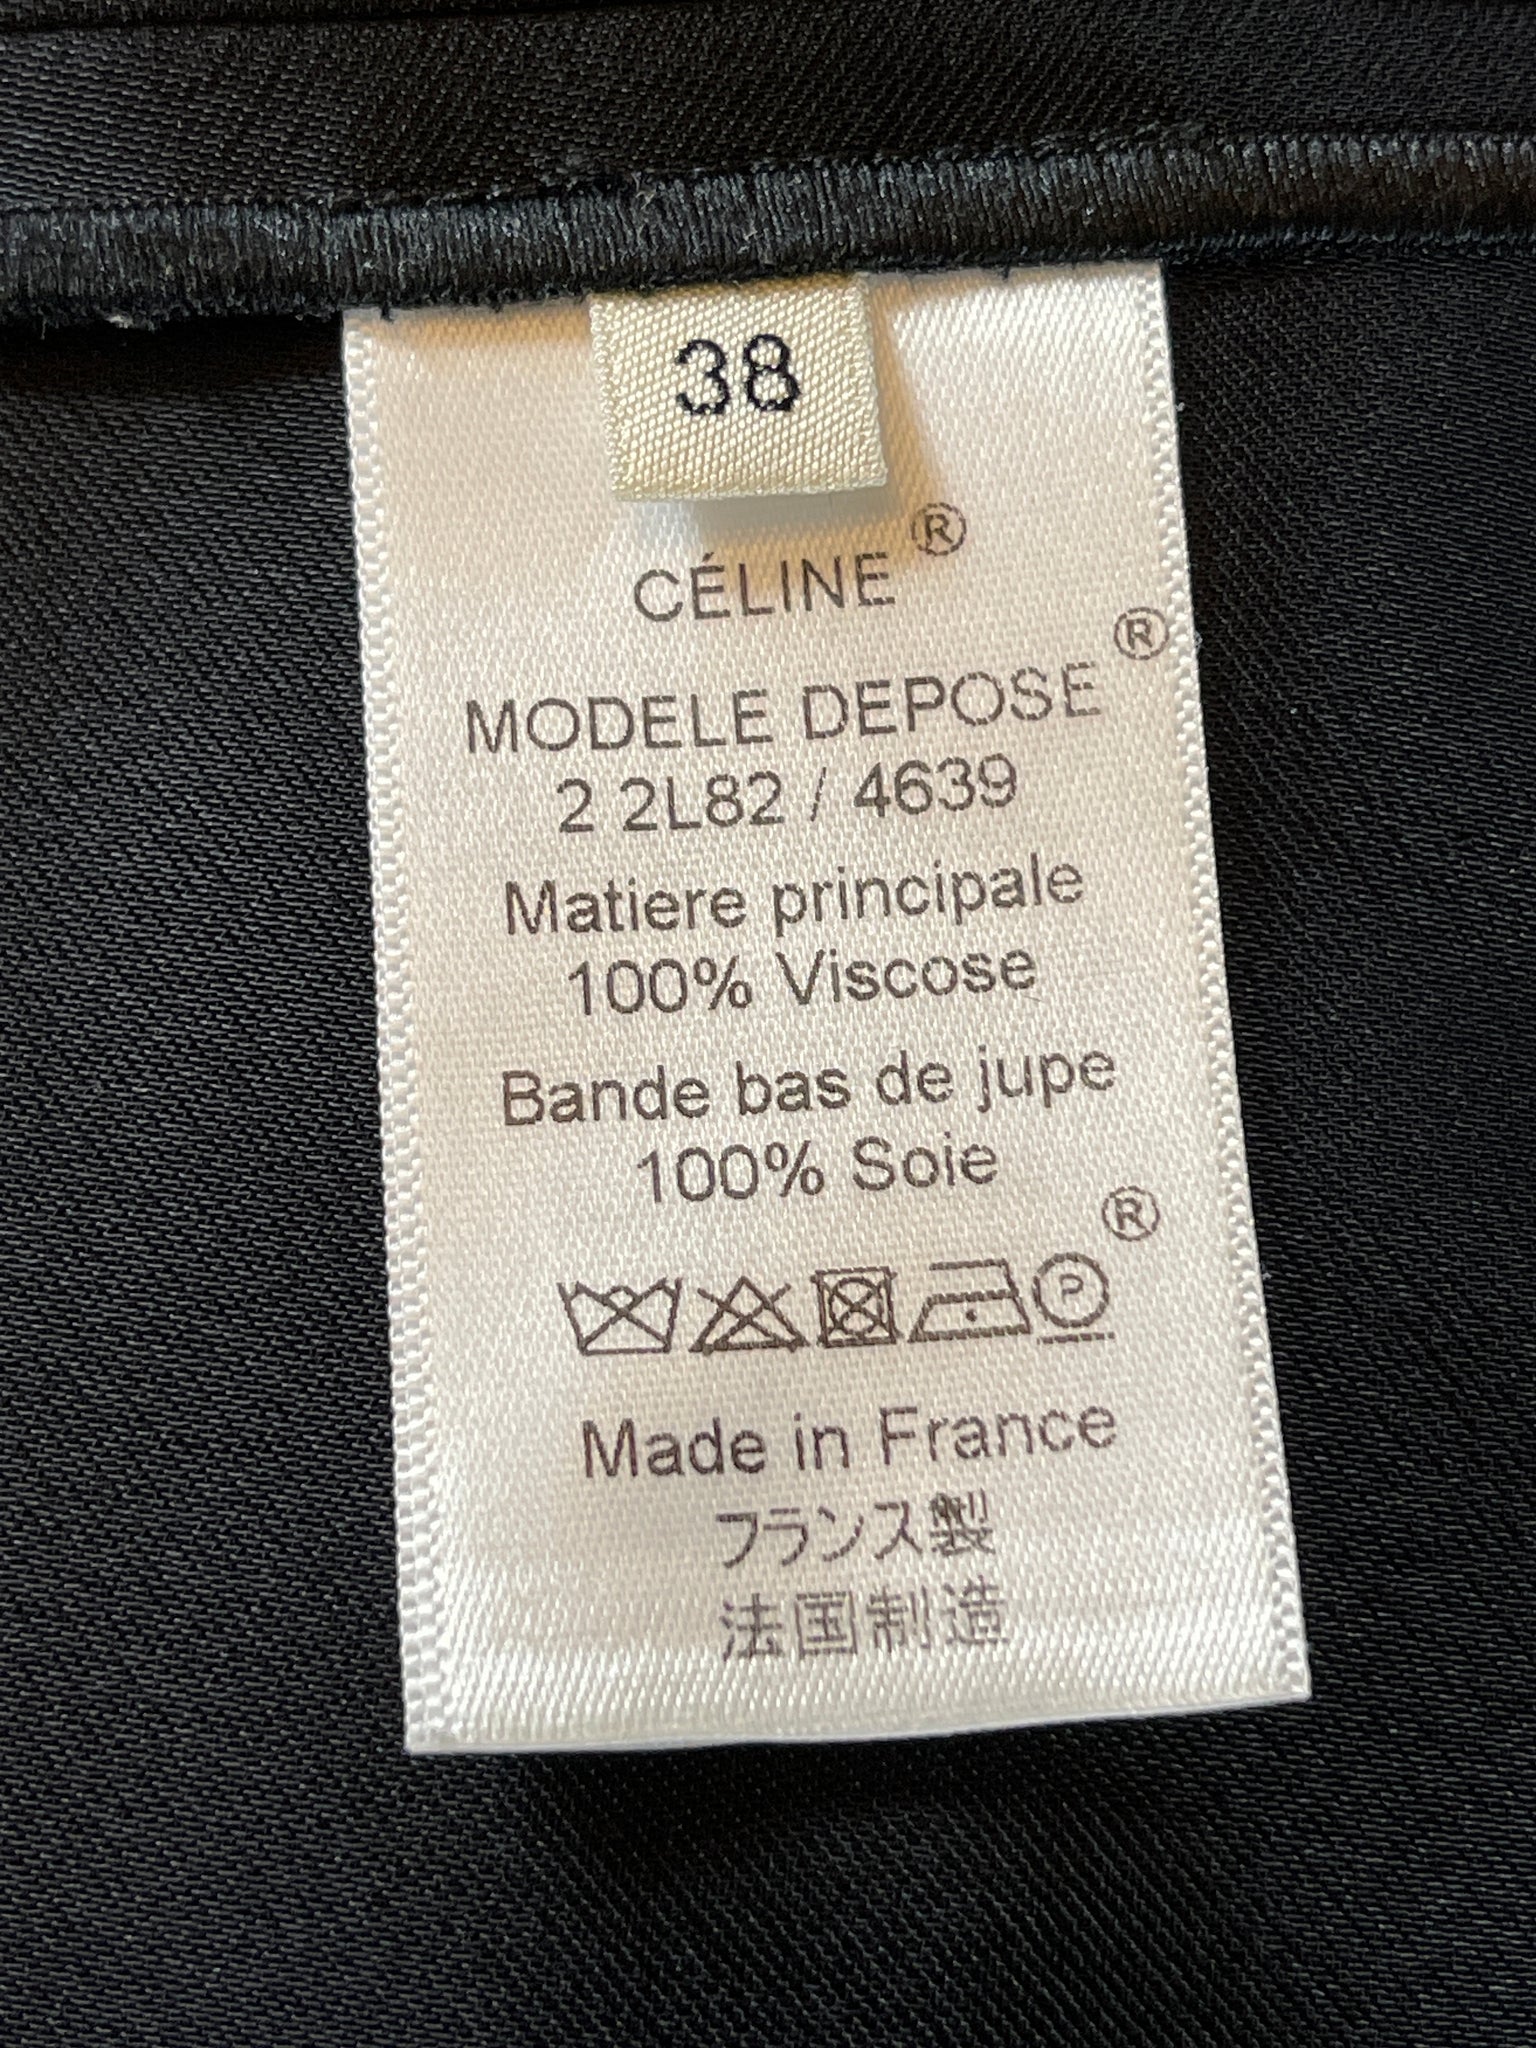 38
CÉLINE®
MODELE DEPOSE®
2 2L82 / 4639
Matiere principale
100% Viscose
Bande bas de jupe
100% Soie
®
P
Made in France
フランス製
法国制造